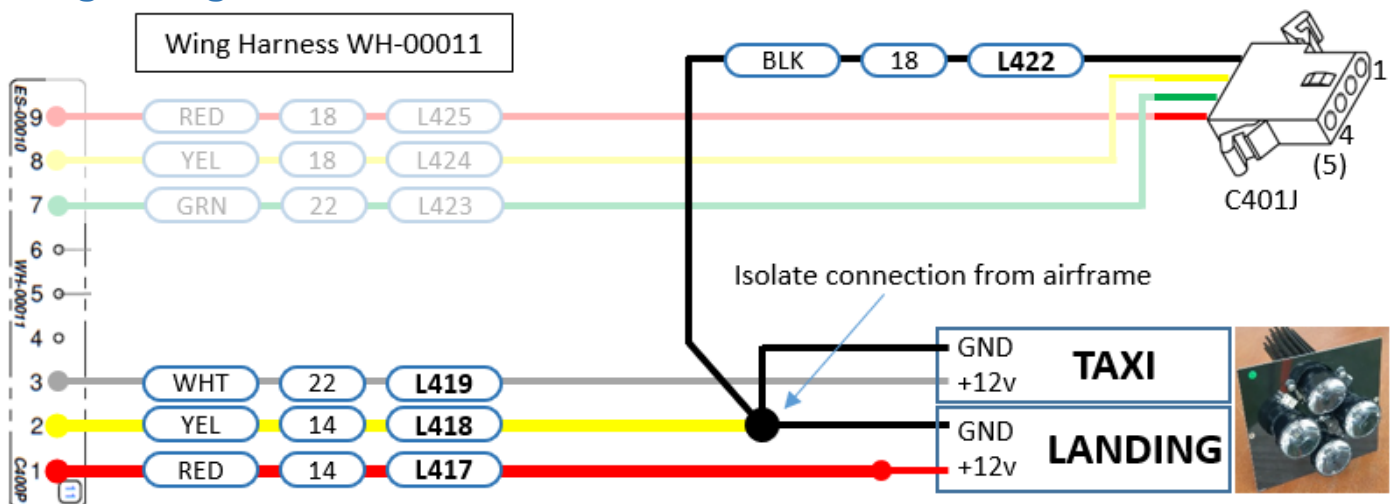 Wing Harness WH-00011
BLK 18 L422
1
4
(5)
C401J
ES-00010
9 RED 18 L425
8 YEL 18 L424
7 GRN 22 L423
6
WH-00011
5
4
Isolate connection from airframe
3 WHT 22 L419
2 YEL 14 L418
1 RED 14 L417
C400P
11
GND
+12v
TAXI
GND
+12v
LANDING